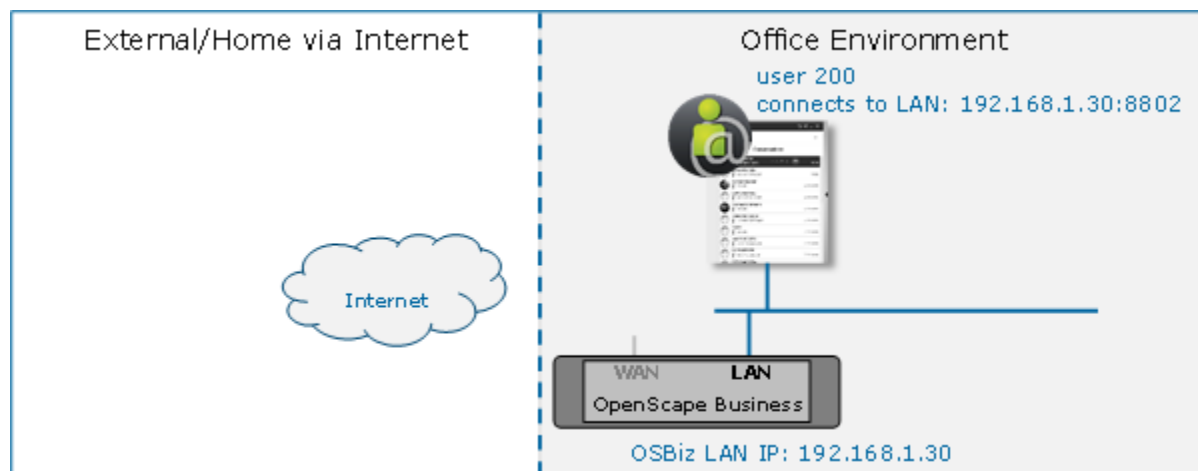 External/Home via Internet
Office Environment
user 200
connects to LAN: 192.168.1.30:8802
@
Internet
WAN
LAN
OpenScape Business
OSBiz LAN IP: 192.168.1.30